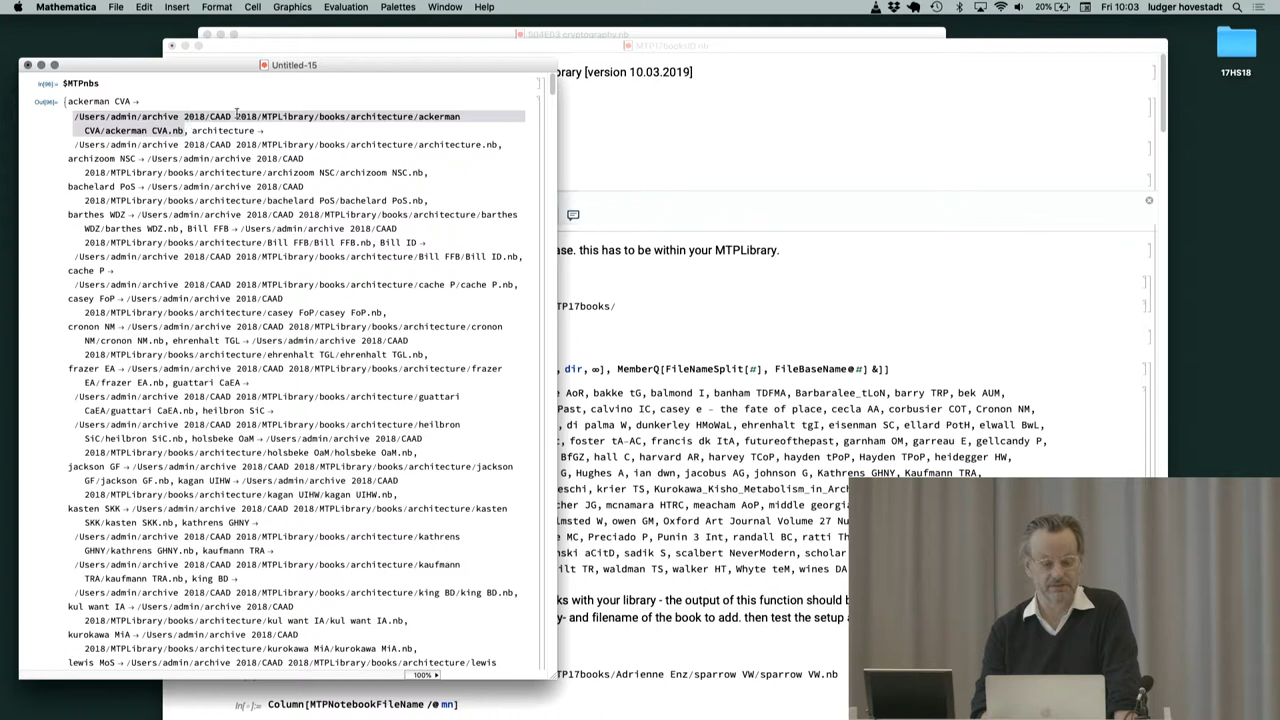 Mathematica File Edit Insert Format Cell Graphics Evaluation Palettes Window Help 20% Fri 10:03 ludger hovestadt
S04E03 cryptography.nb
MTP17booksID.nb
17HS18
Untitled-15
In[96]:= $MTPnbs
Out[96]= {ackerman CVA →
/Users/admin/archive 2018/CAAD 2018/MTPLibrary/books/architecture/ackerman
CVA/ackerman CVA.nb, architecture →
/Users/admin/archive 2018/CAAD 2018/MTPLibrary/books/architecture/architecture.nb,
archizoom NSC → /Users/admin/archive 2018/CAAD
2018/MTPLibrary/books/architecture/archizoom NSC/archizoom NSC.nb,
bachelard PoS → /Users/admin/archive 2018/CAAD
2018/MTPLibrary/books/architecture/bachelard PoS/bachelard PoS.nb,
barthes WDZ → /Users/admin/archive 2018/CAAD 2018/MTPLibrary/books/architecture/barthes
WDZ/barthes WDZ.nb, Bill FFB → /Users/admin/archive 2018/CAAD
2018/MTPLibrary/books/architecture/Bill FFB/Bill FFB.nb, Bill ID →
/Users/admin/archive 2018/CAAD 2018/MTPLibrary/books/architecture/Bill FFB/Bill ID.nb,
cache P →
/Users/admin/archive 2018/CAAD 2018/MTPLibrary/books/architecture/cache P/cache P.nb,
casey FoP → /Users/admin/archive 2018/CAAD
2018/MTPLibrary/books/architecture/casey FoP/casey FoP.nb,
cronon NM → /Users/admin/archive 2018/CAAD 2018/MTPLibrary/books/architecture/cronon
NM/cronon NM.nb, ehrenhalt TGL → /Users/admin/archive 2018/CAAD
2018/MTPLibrary/books/architecture/ehrenhalt TGL/ehrenhalt TGL.nb,
frazer EA → /Users/admin/archive 2018/CAAD 2018/MTPLibrary/books/architecture/frazer
EA/frazer EA.nb, guattari CaEA →
/Users/admin/archive 2018/CAAD 2018/MTPLibrary/books/architecture/guattari
CaEA/guattari CaEA.nb, heilbron SiC →
/Users/admin/archive 2018/CAAD 2018/MTPLibrary/books/architecture/heilbron
SiC/heilbron SiC.nb, holsbeke OaM → /Users/admin/archive 2018/CAAD
2018/MTPLibrary/books/architecture/holsbeke OaM/holsbeke OaM.nb,
jackson GF → /Users/admin/archive 2018/CAAD 2018/MTPLibrary/books/architecture/jackson
GF/jackson GF.nb, kagan UIHW → /Users/admin/archive 2018/CAAD
2018/MTPLibrary/books/architecture/kagan UIHW/kagan UIHW.nb,
kasten SKK → /Users/admin/archive 2018/CAAD 2018/MTPLibrary/books/architecture/kasten
SKK/kasten SKK.nb, kathrens GHNY →
/Users/admin/archive 2018/CAAD 2018/MTPLibrary/books/architecture/kathrens
GHNY/kathrens GHNY.nb, kaufmann TRA →
/Users/admin/archive 2018/CAAD 2018/MTPLibrary/books/architecture/kaufmann
TRA/kaufmann TRA.nb, king BD →
/Users/admin/archive 2018/CAAD 2018/MTPLibrary/books/architecture/king BD/king BD.nb,
kul want IA → /Users/admin/archive 2018/CAAD
2018/MTPLibrary/books/architecture/kul want IA/kul want IA.nb,
kurokawa MiA → /Users/admin/archive 2018/CAAD
2018/MTPLibrary/books/architecture/kurokawa MiA/kurokawa MiA.nb,
lewis MoS → /Users/admin/archive 2018/CAAD 2018/MTPLibrary/books/architecture/lewis
100%
brary [version 10.03.2019]
ase. this has to be within your MTPLibrary.
TP17books/
, dir, ∞], MemberQ[FileNameSplit[#], FileBaseName@#] &]]
e AoR, bakke tG, balmond I, banham TDFMA, Barbaralee_tLoN, barry TRP, bek AUM,
Past, calvino IC, casey e - the fate of place, cecla AA, corbusier COT, Cronon NM,
, di palma W, dunkerley HMoWaL, ehrenhalt tgI, eisenman SC, ellard PotH, elwall BwL,
t, foster tA-AC, francis dk ItA, futureofthepast, garnham OM, garreau E, gellcandy P,
BfGZ, hall C, harvard AR, harvey TCoP, hayden tPoP, Hayden TPoP, heidegger HW,
G, Hughes A, ian dwn, jacobus AG, johnson G, Kathrens GHNY, Kaufmann TRA,
eschi, krier TS, Kurokawa_Kisho_Metabolism_in_Arch
cher JG, mcnamara HTRC, meacham AoP, middle georgia
lmsted W, owen GM, Oxford Art Journal Volume 27 Nu
e MC, Preciado P, Punin 3 Int, randall BC, ratti Th
nski aCitD, sadik S, scalbert NeverModern, scholar
ilt TR, waldman TS, walker HT, Whyte teM, wines DA
ks with your library - the output of this function should b
y- and filename of the book to add. then test the setup a
TP17books/Adrienne Enz/sparrow VW/sparrow VW.nb
In[•]:= Column[MTPNotebookFileName /@ mn]